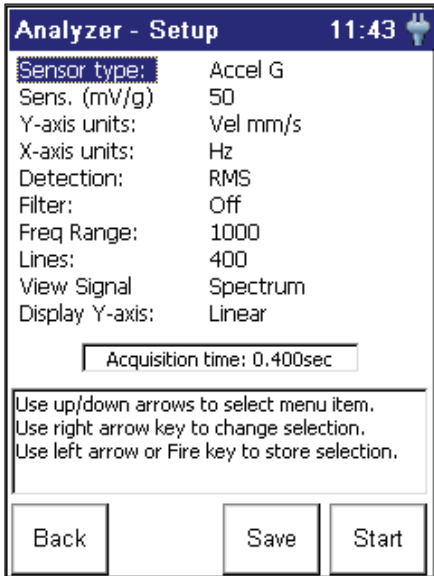 Analyzer - Setup 11:43
Sensor type: Accel G
Sens. (mV/g) 50
Y-axis units: Vel mm/s
X-axis units: Hz
Detection: RMS
Filter: Off
Freq Range: 1000
Lines: 400
View Signal Spectrum
Display Y-axis: Linear
Acquisition time: 0.400sec
Use up/down arrows to select menu item.
Use right arrow key to change selection.
Use left arrow or Fire key to store selection.
Back Save Start